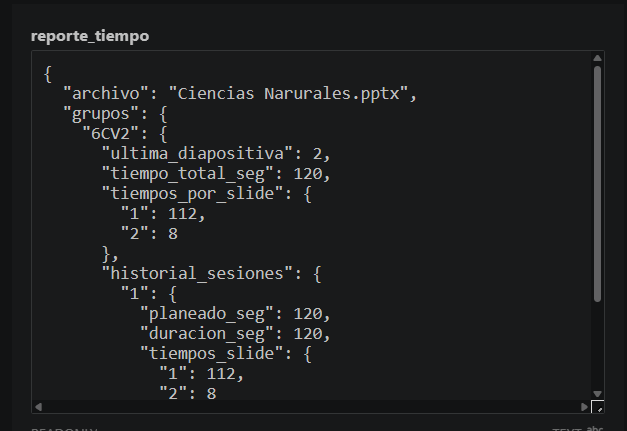 reporte_tiempo
{
"archivo": "Ciencias Narurales.pptx",
"grupos": {
"6CV2": {
"ultima_diapositiva": 2,
"tiempo_total_seg": 120,
"tiempos_por_slide": {
"1": 112,
"2": 8
},
"historial_sesiones": {
"1": {
"planeado_seg": 120,
"duracion_seg": 120,
"tiempos_slide": {
"1": 112,
"2": 8
abc